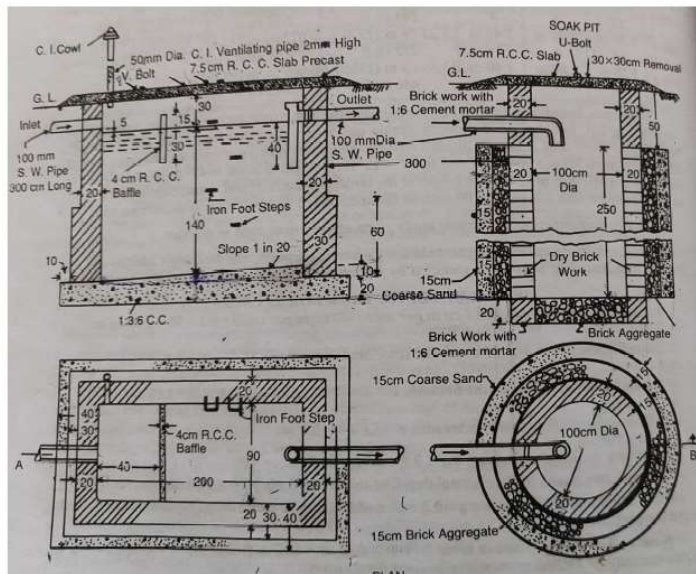 C. I. Cowl
50mm Dia. C. I. Ventilating pipe 2mm High
V. Bolt
7.5cm R. C. C. Slab Precast
G. L.
30
Inlet
5
15
30
40
Outlet
100 mm
S. W. Pipe
300 cm Long
4 cm R. C. C.
Baffle
100 mmDia
S. W. Pipe
300
20
20
Iron Foot Steps
140
60
30
Slope 1 in 20
10
10
20
1:3:6 C.C.
SOAK PIT
U-Bolt
7.5cm R.C.C. Slab
30×30cm Removal
G.L.
Brick work with
1:6 Cement mortar
20
20
50
20
100cm
Dia
20
250
15
15cm
Coarse Sand
Dry Brick
Work
20
Brick Work with
1:6 Cement mortar
Brick Aggregate
20
40
30
4cm R.C.C.
Baffle
Iron Foot Step
A
40
90
20
200
20
20
30
40
15cm Coarse Sand
15
15
20
100cm Dia
B
20
15cm Brick Aggregate
PLAN